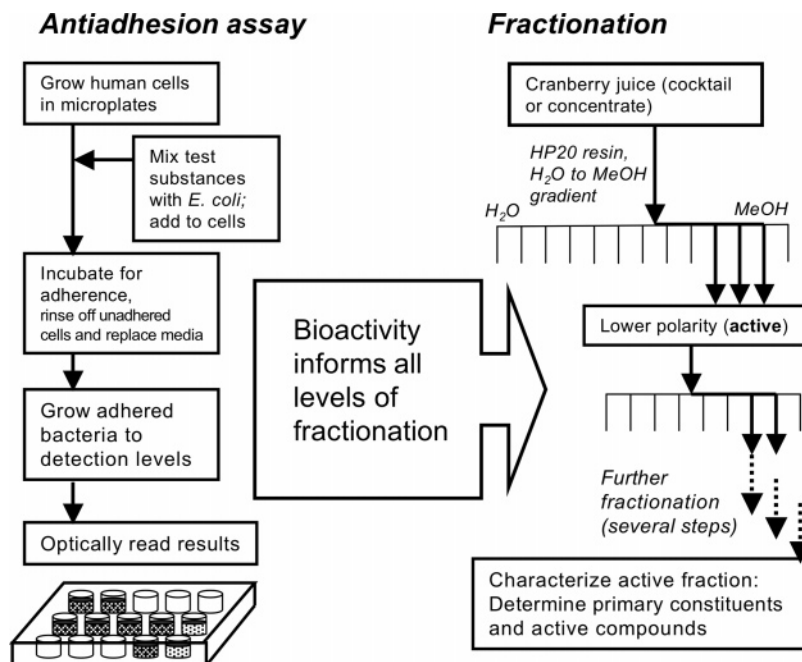 Antiadhesion assay
Grow human cells
in microplates
Mix test
substances
with E. coli;
add to cells
Incubate for
adherence,
rinse off unadhered
cells and replace media
Grow adhered
bacteria to
detection levels
Optically read results
Bioactivity
informs all
levels of
fractionation
Fractionation
Cranberry juice (cocktail
or concentrate)
HP20 resin,
H₂O to MeOH
gradient
H₂O
MeOH
Lower polarity (active)
Further
fractionation
(several steps)
Characterize active fraction:
Determine primary constituents
and active compounds